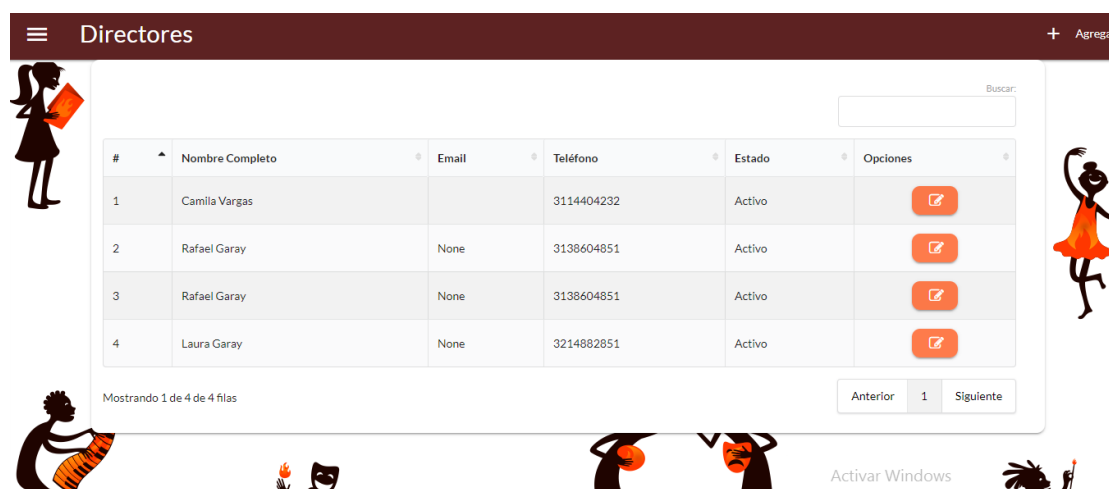 Directores
+ Agrega
Buscar:
# Nombre Completo Email Teléfono Estado Opciones
1 Camila Vargas 3114404232 Activo
2 Rafael Garay None 3138604851 Activo
3 Rafael Garay None 3138604851 Activo
4 Laura Garay None 3214882851 Activo
Mostrando 1 de 4 de 4 filas
Anterior 1 Siguiente
Activar Windows